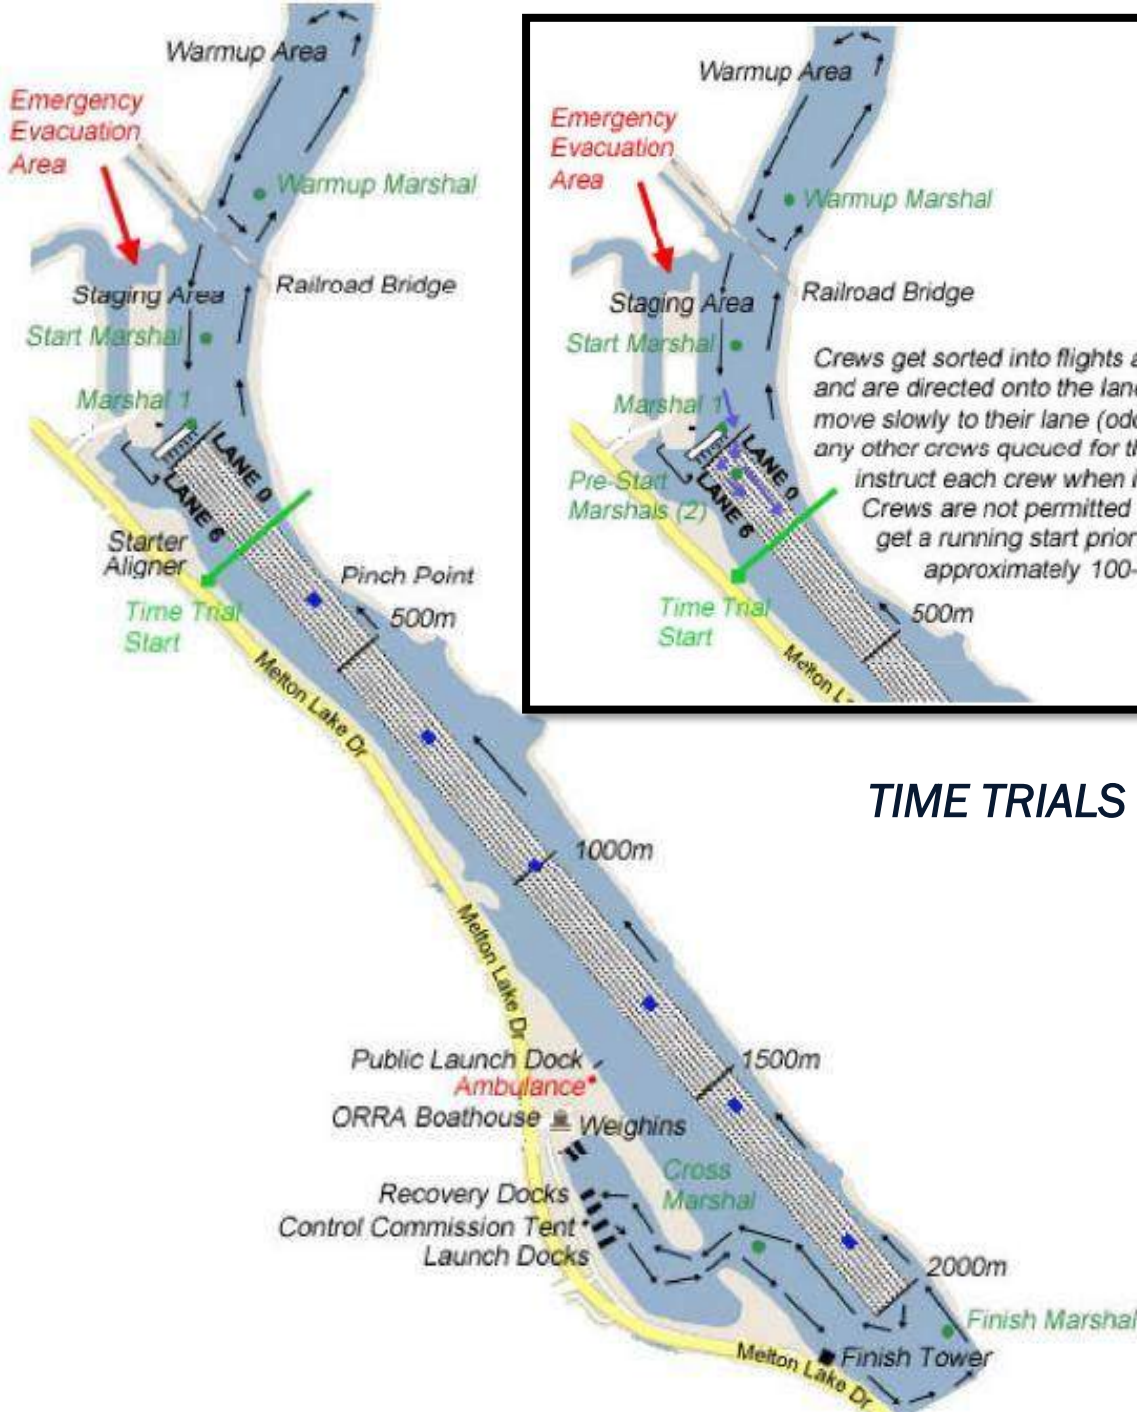 Warmup Area
Emergency
Evacuation
Area
Warmup Marshal
Railroad Bridge
Staging Area
Start Marshal
Marshal 1
LANE 0
LANE 6
Starter
Aligner
Pinch Point
Time Trial
Start
500m
Melton Lake Dr
1000m
Melton Lake Dr
Public Launch Dock
Ambulance
1500m
ORRA Boathouse
Weighins
Cross
Marshal
Recovery Docks
Control Commission Tent
Launch Docks
2000m
Finish Marshal
Finish Tower
Melton Lake Dr
Warmup Area
Emergency
Evacuation
Area
Warmup Marshal
Railroad Bridge
Staging Area
Start Marshal
Marshal 1
LANE 0
LANE 6
Pre-Start
Marshals (2)
Time Trial
Start
500m
Melton L
Crews get sorted into flights a
and are directed onto the lane
move slowly to their lane (odd
any other crews queued for th
instruct each crew when i
Crews are not permitted
get a running start prior
approximately 100-
TIME TRIALS